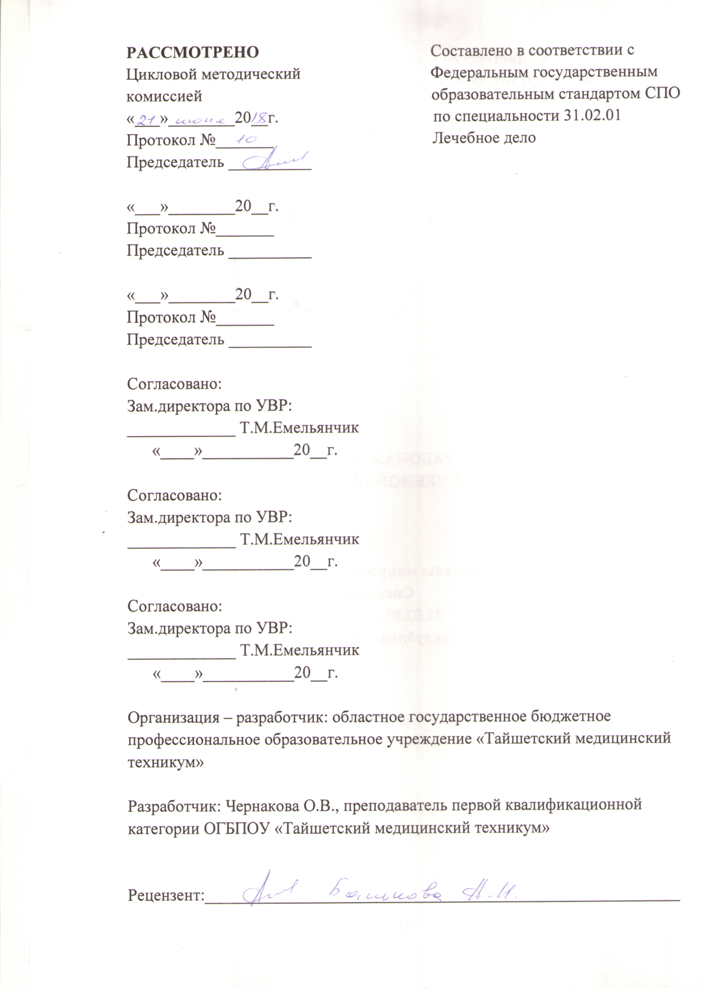 РАССМОТРЕНО
Цикловой методический
комиссией
«21» июня 2018г.
Протокол № 10
Председатель __________
«___»________20__г.
Протокол №_______
Председатель __________
«___»________20__г.
Протокол №_______
Председатель __________
Составлено в соответствии с
Федеральным государственным
образовательным стандартом СПО
по специальности 31.02.01
Лечебное дело
Согласовано:
Зам.директора по УВР:
_____________ Т.М.Емельянчик
«____»___________20__г.
Согласовано:
Зам.директора по УВР:
_____________ Т.М.Емельянчик
«____»___________20__г.
Согласовано:
Зам.директора по УВР:
_____________ Т.М.Емельянчик
«____»___________20__г.
Организация – разработчик: областное государственное бюджетное
профессиональное образовательное учреждение «Тайшетский медицинский
техникум»
Разработчик: Чернакова О.В., преподаватель первой квалификационной
категории ОГБПОУ «Тайшетский медицинский техникум»
Рецензент: